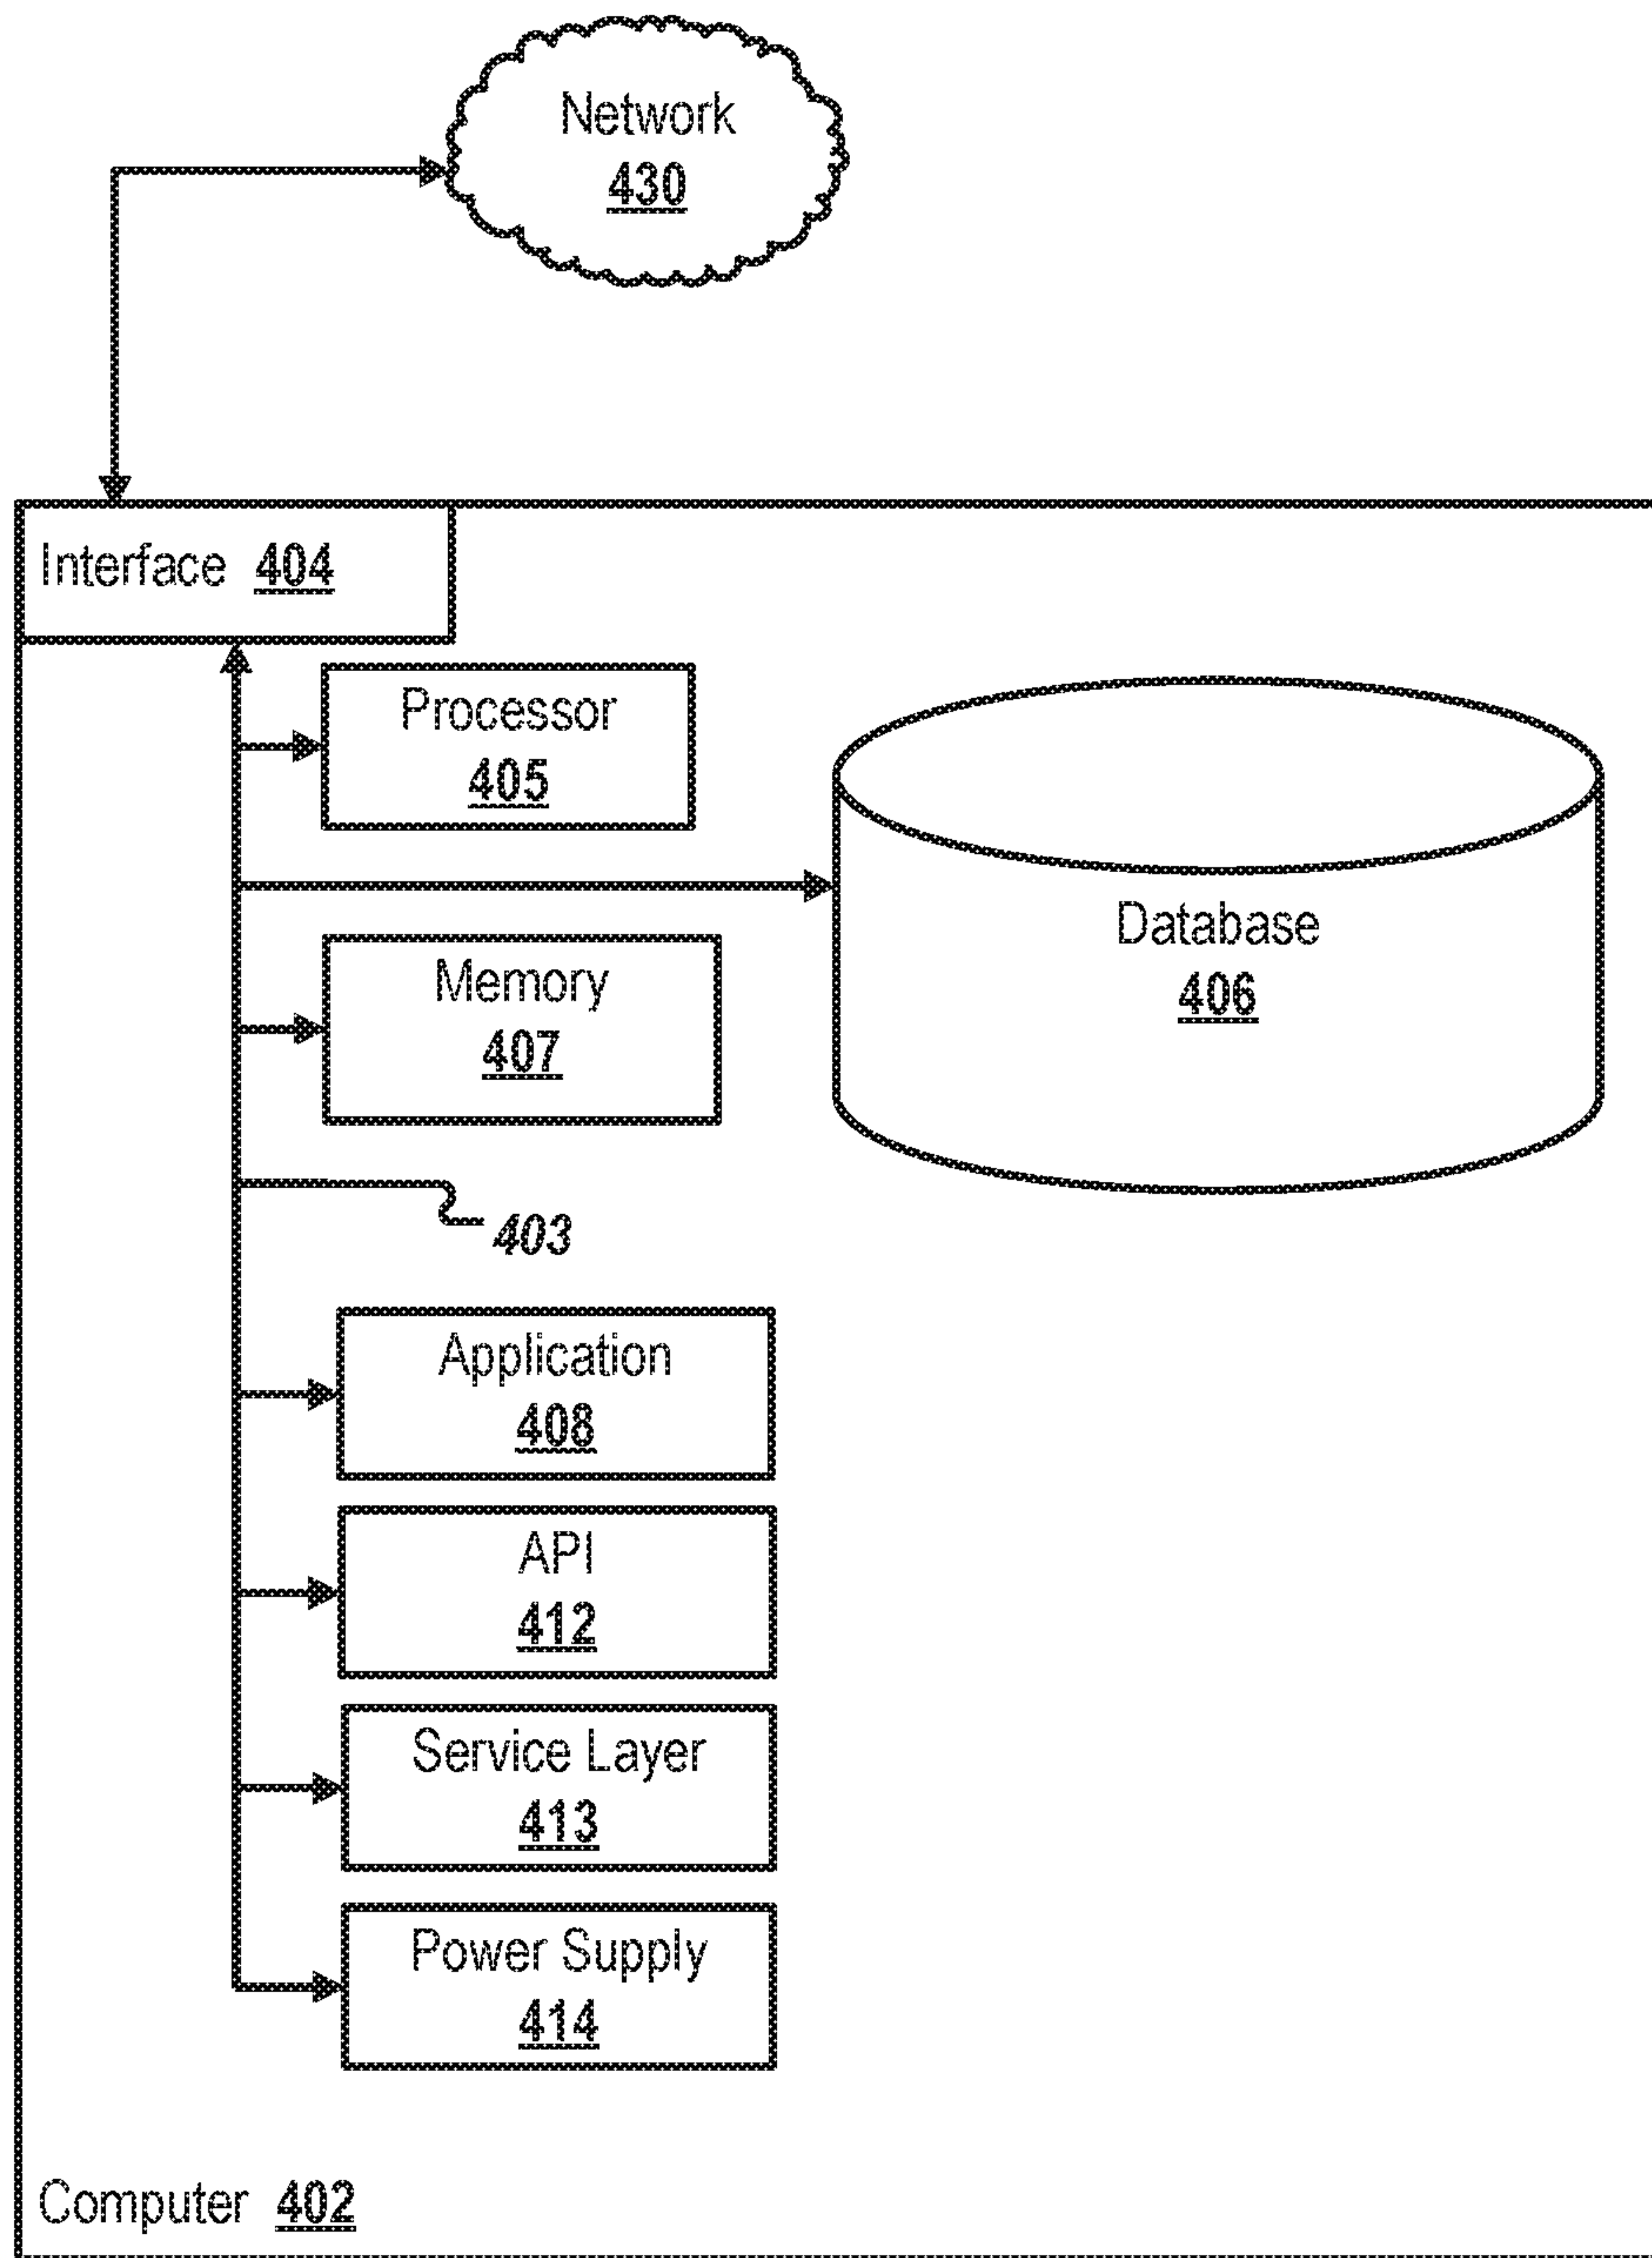 Network
430
Interface 404
Processor
405
Database
406
Memory
407
403
Application
408
API
412
Service Layer
413
Power Supply
414
Computer 402